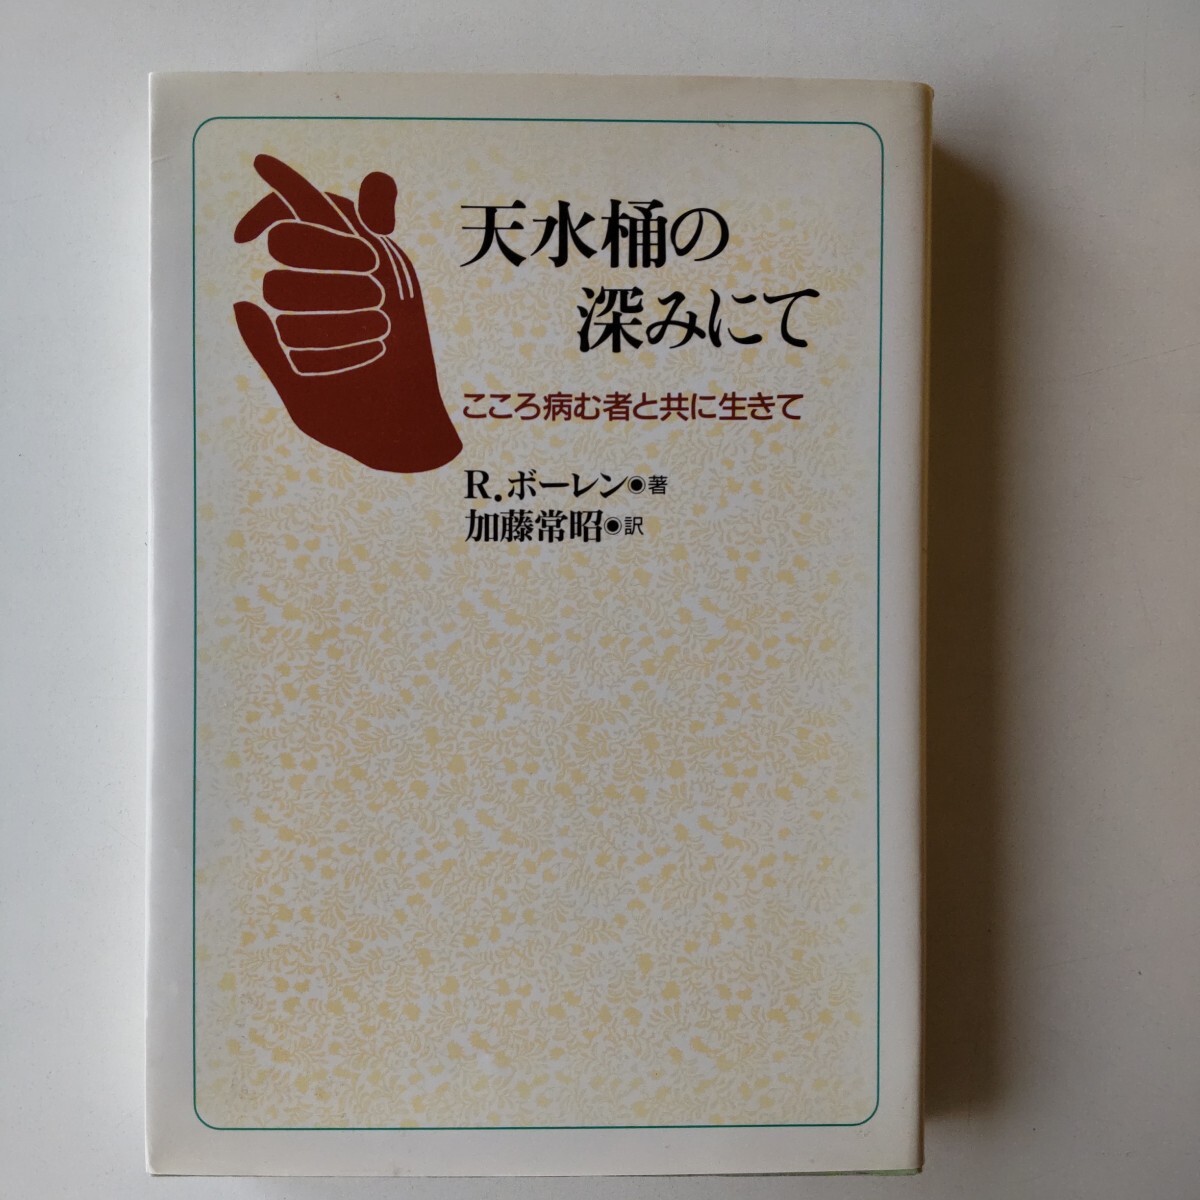 天水桶の
深みにて
こころ病む者と共に生きて
R.ボーレン◉著
加藤常昭◉訳